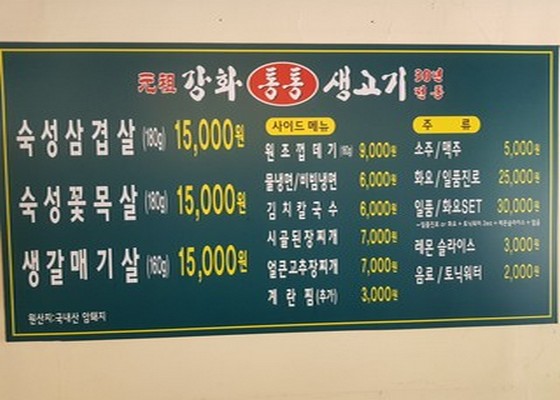 元祖 강화 통통 생고기 30년 전통
숙성삼겹살 (180g) 15,000원
숙성꽃목살 (180g) 15,000원
생갈매기살 (180g) 15,000원
원산지:국내산 암퇘지
사이드 메뉴
원조껍데기 9,000원
물냉면/비빔냉면 6,000원
김치칼국수 6,000원
시골된장찌개 7,000원
얼큰고추장찌개 7,000원
계란찜(추가) 3,000원
주류
소주/맥주 5,000원
화요/일품진로 25,000원
일품/화요SET 30,000원
레몬 슬라이스 3,000원
음료/토닉워터 2,000원